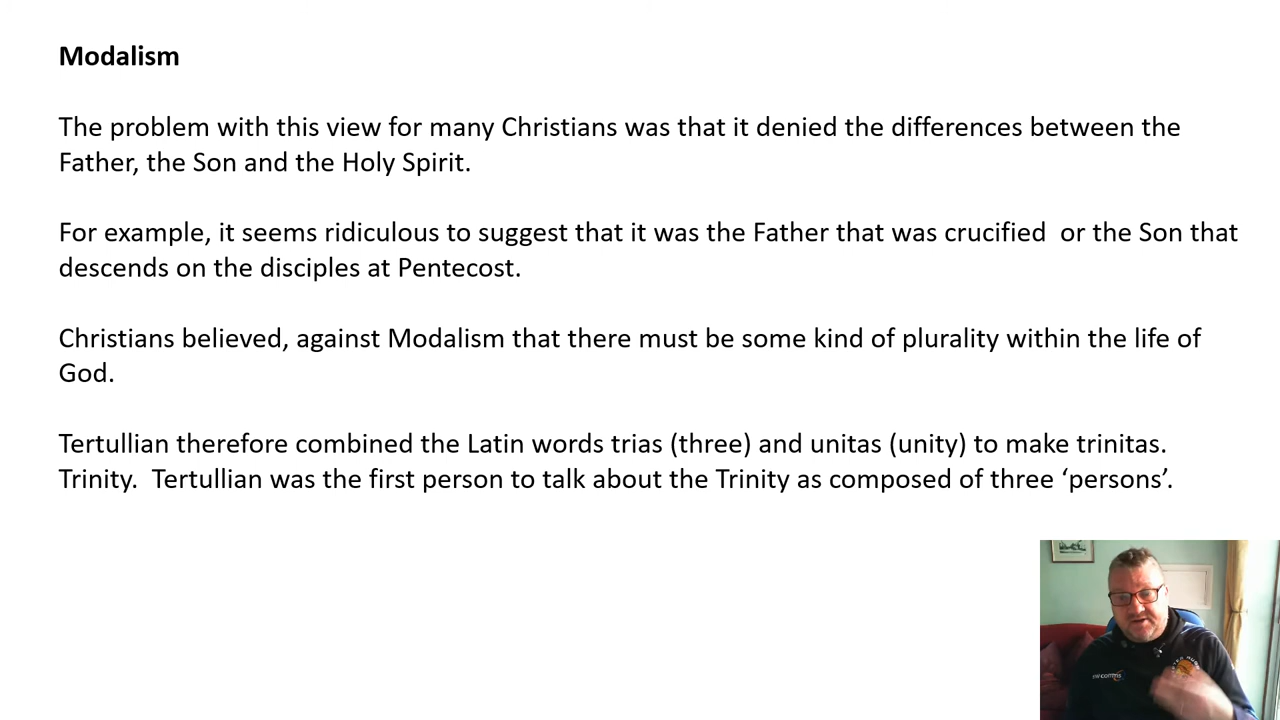 Modalism
The problem with this view for many Christians was that it denied the differences between the
Father, the Son and the Holy Spirit.
For example, it seems ridiculous to suggest that it was the Father that was crucified  or the Son that
descends on the disciples at Pentecost.
Christians believed, against Modalism that there must be some kind of plurality within the life of
God.
Tertullian therefore combined the Latin words trias (three) and unitas (unity) to make trinitas.
Trinity.  Tertullian was the first person to talk about the Trinity as composed of three ‘persons’.